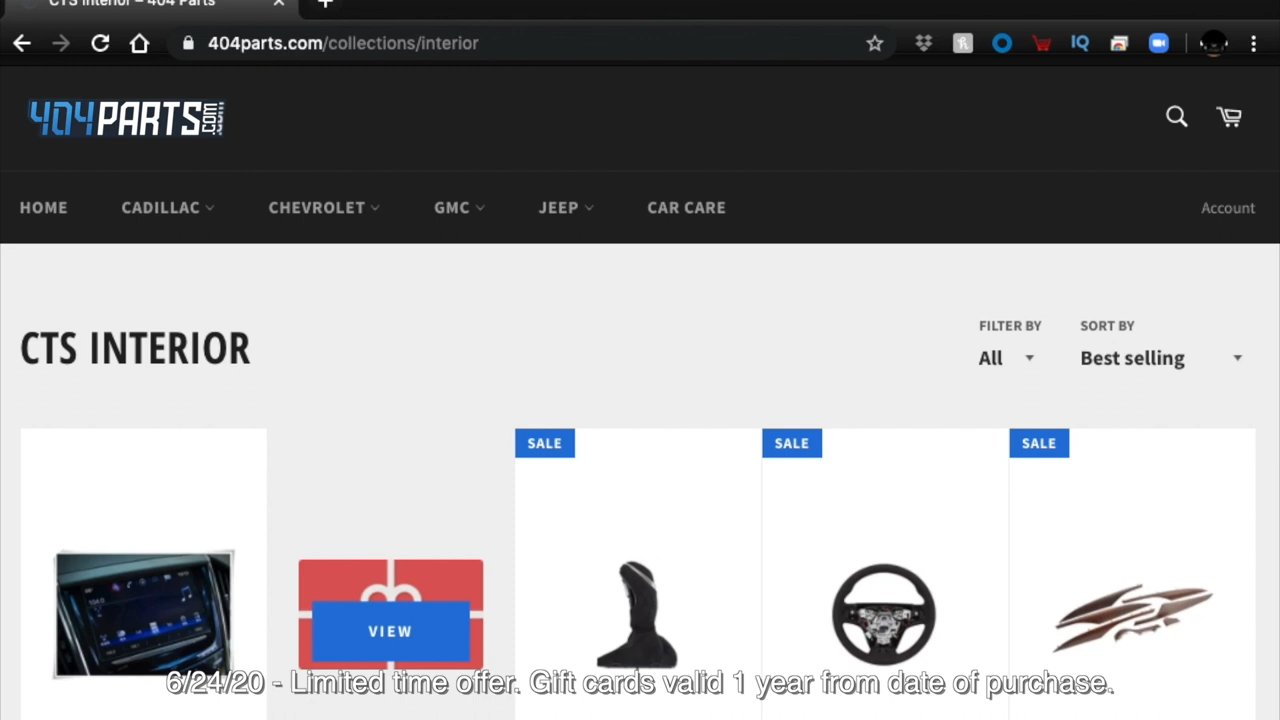 CTS Interior – 404 Parts
404parts.com/collections/interior
IQ
404PARTS.com
HOME CADILLAC CHEVROLET GMC JEEP CAR CARE Account
CTS INTERIOR
FILTER BY SORT BY
All Best selling
SALE SALE SALE
VIEW
6/24/20 - Limited time offer. Gift cards valid 1 year from date of purchase.